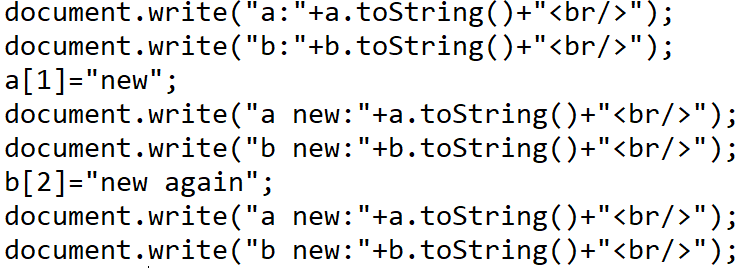 document.write("a:"+a.toString()+"<br/>");
document.write("b:"+b.toString()+"<br/>");
a[1]="new";
document.write("a new:"+a.toString()+"<br/>");
document.write("b new:"+b.toString()+"<br/>");
b[2]="new again";
document.write("a new:"+a.toString()+"<br/>");
document.write("b new:"+b.toString()+"<br/>");